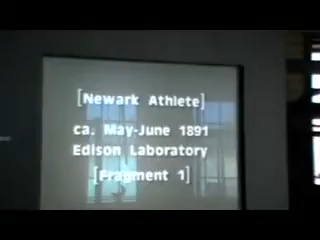 [Newark Athlete]
ca. May-June 1891
Edison Laboratory
[Fragment 1]